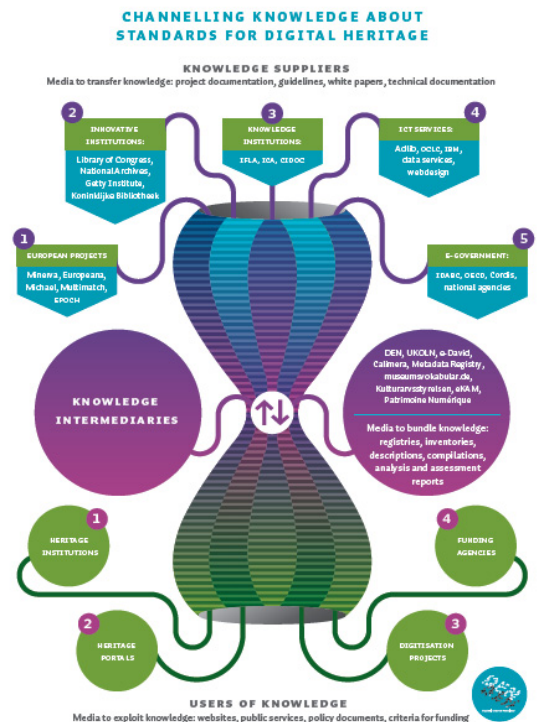 CHANNELLING KNOWLEDGE ABOUT
STANDARDS FOR DIGITAL HERITAGE
KNOWLEDGE SUPPLIERS
Media to transfer knowledge: project documentation, guidelines, white papers, technical documentation
2
INNOVATIVE
INSTITUTIONS:
Library of Congress,
National Archives,
Getty Institute,
Koninklijke Bibliotheek
3
KNOWLEDGE
INSTITUTIONS:
IFLA, ICA, CIDOC
4
ICT SERVICES:
Adlib, OCLC, IBM,
data services,
webdesign
1
EUROPEAN PROJECTS
Minerva, Europeana,
Michael, Multimatch,
EPOCH
5
E-GOVERNMENT:
IDABC, OECD, Cordis,
national agencies
KNOWLEDGE
INTERMEDIARIES
DEN, UKOLN, e-David,
Calimera, Metadata Registry,
museumsvokabular.de,
Kulturarvsstyrelsen, eKAM,
Patrimoine Numérique
Media to bundle knowledge:
registries, inventories,
descriptions, compilations,
analysis and assessment
reports
1
HERITAGE
INSTITUTIONS
4
FUNDING
AGENCIES
2
HERITAGE
PORTALS
3
DIGITISATION
PROJECTS
USERS OF KNOWLEDGE
Media to exploit knowledge: websites, public services, policy documents, criteria for funding